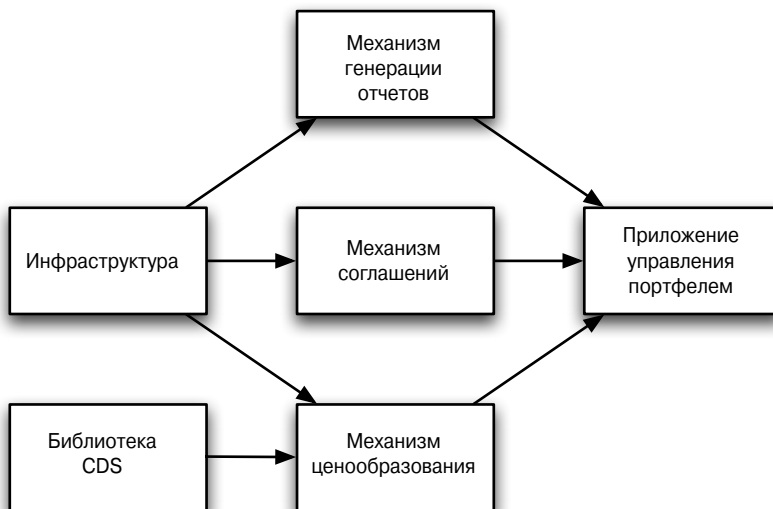 Механизм
генерации
отчетов
Инфраструктура
Механизм
соглашений
Приложение
управления
портфелем
Библиотека
CDS
Механизм
ценообразования